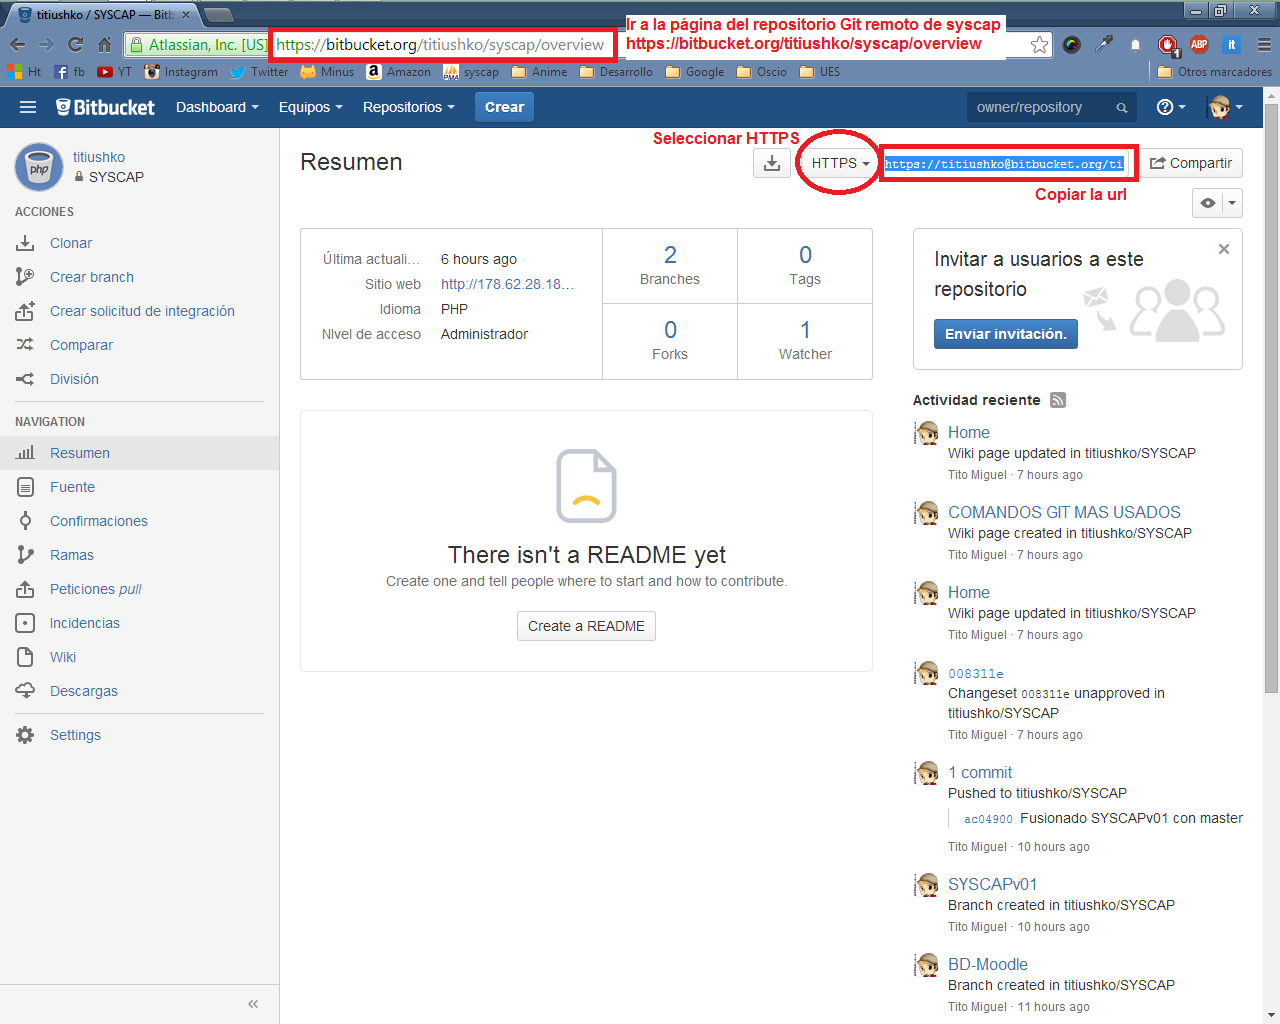 titiushko / SYSCAP — Bitb
Ir a la página del repositorio Git remoto de syscap
https://bitbucket.org/titiushko/syscap/overview
Atlassian, Inc. [US]
https://bitbucket.org/titiushko/syscap/overview
1
ABP
it
Ht
fb
YT
Instagram
Twitter
Minus
Amazon
syscap
Anime
Desarrollo
Google
Oscio
UES
Otros marcadores
Bitbucket
Dashboard
Equipos
Repositorios
Crear
owner/repository
php
titiushko
SYSCAP
ACCIONES
Clonar
Crear branch
Crear solicitud de integración
Comparar
División
NAVIGATION
Resumen
Fuente
Confirmaciones
Ramas
Peticiones pull
Incidencias
Wiki
Descargas
Settings
«
Seleccionar HTTPS
Resumen
HTTPS
https://titiushko@bitbucket.org/ti
Compartir
Copiar la url
Última actuali... 6 hours ago
Sitio web http://178.62.28.18...
Idioma PHP
Nivel de acceso Administrador
2
Branches
0
Tags
0
Forks
1
Watcher
There isn't a README yet
Create one and tell people where to start and how to contribute.
Create a README
Invitar a usuarios a este
repositorio
Enviar invitación.
Actividad reciente
Home
Wiki page updated in titiushko/SYSCAP
Tito Miguel · 7 hours ago
COMANDOS GIT MAS USADOS
Wiki page created in titiushko/SYSCAP
Tito Miguel · 7 hours ago
Home
Wiki page updated in titiushko/SYSCAP
Tito Miguel · 7 hours ago
008311e
Changeset 008311e unapproved in
titiushko/SYSCAP
Tito Miguel · 7 hours ago
1 commit
Pushed to titiushko/SYSCAP
ac04900 Fusionado SYSCAPv01 con master
Tito Miguel · 10 hours ago
SYSCAPv01
Branch created in titiushko/SYSCAP
Tito Miguel · 10 hours ago
BD-Moodle
Branch created in titiushko/SYSCAP
Tito Miguel · 11 hours ago